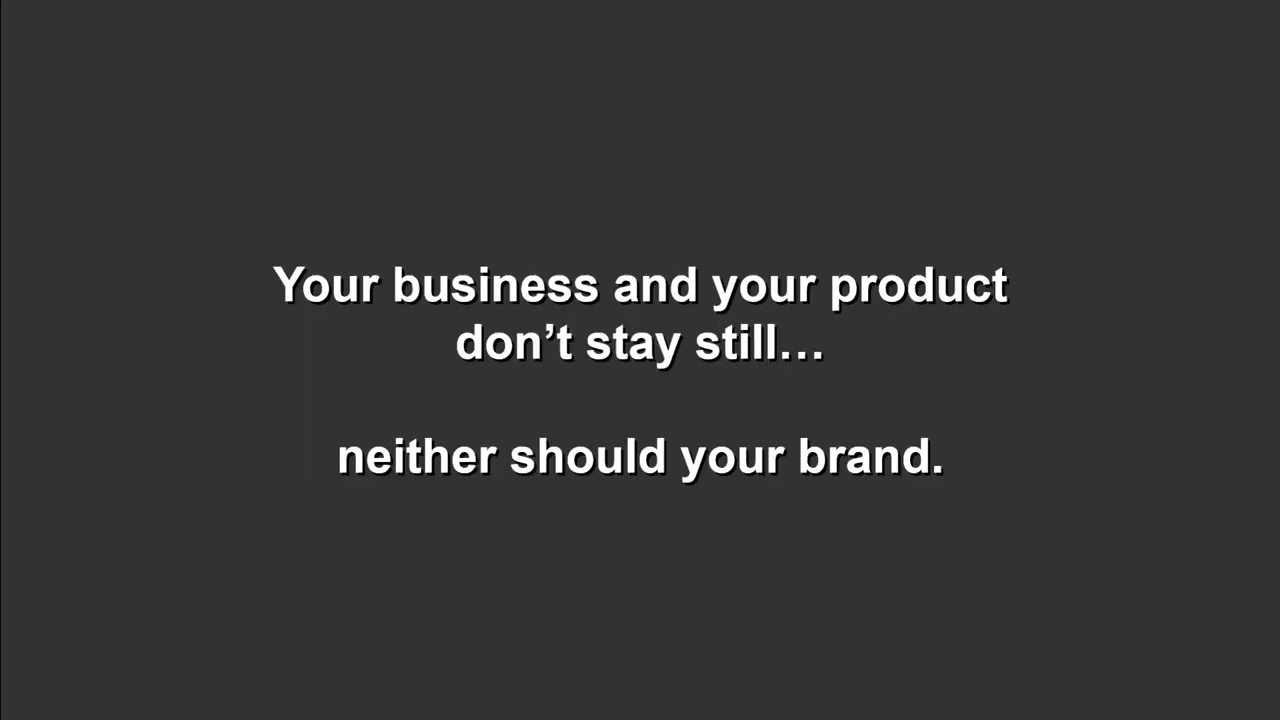 Your business and your product
don’t stay still…
neither should your brand.